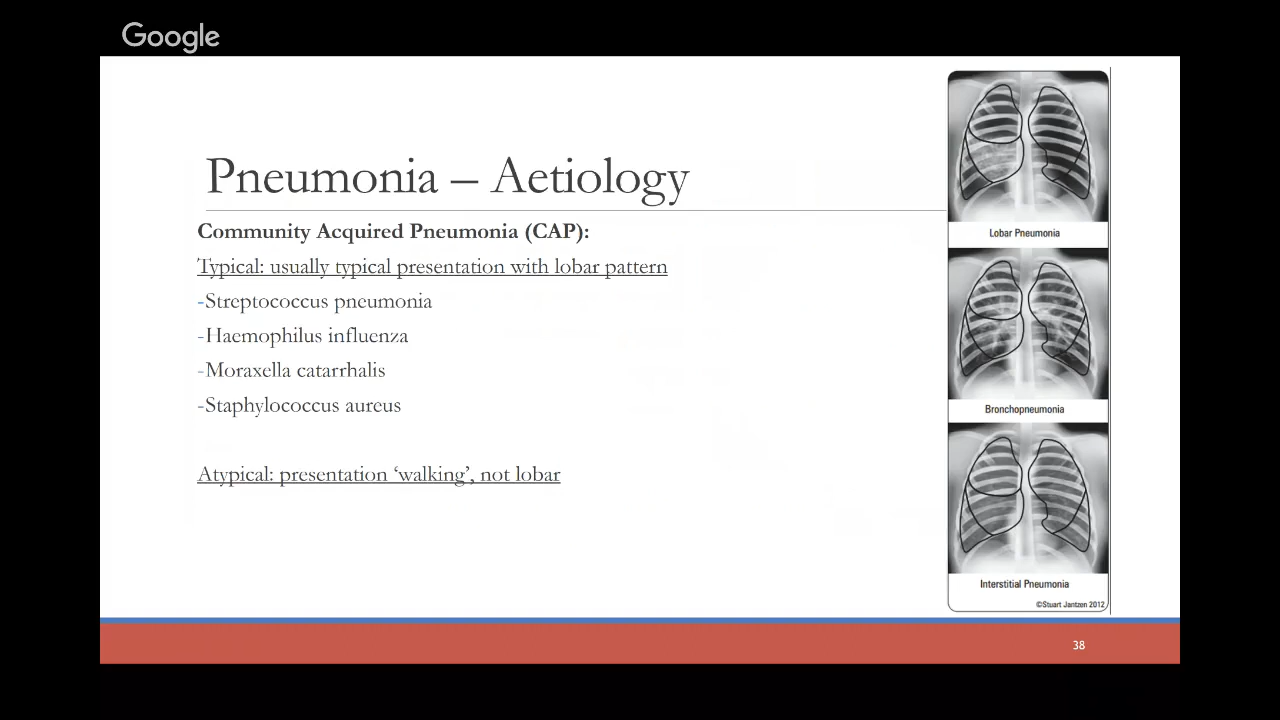 Google
Pneumonia – Aetiology
Community Acquired Pneumonia (CAP):
Typical: usually typical presentation with lobar pattern
-Streptococcus pneumonia
-Haemophilus influenza
-Moraxella catarrhalis
-Staphylococcus aureus
Atypical: presentation ‘walking’, not lobar
Lobar Pneumonia
Bronchopneumonia
Interstitial Pneumonia
©Stuart Jantzen 2012
38